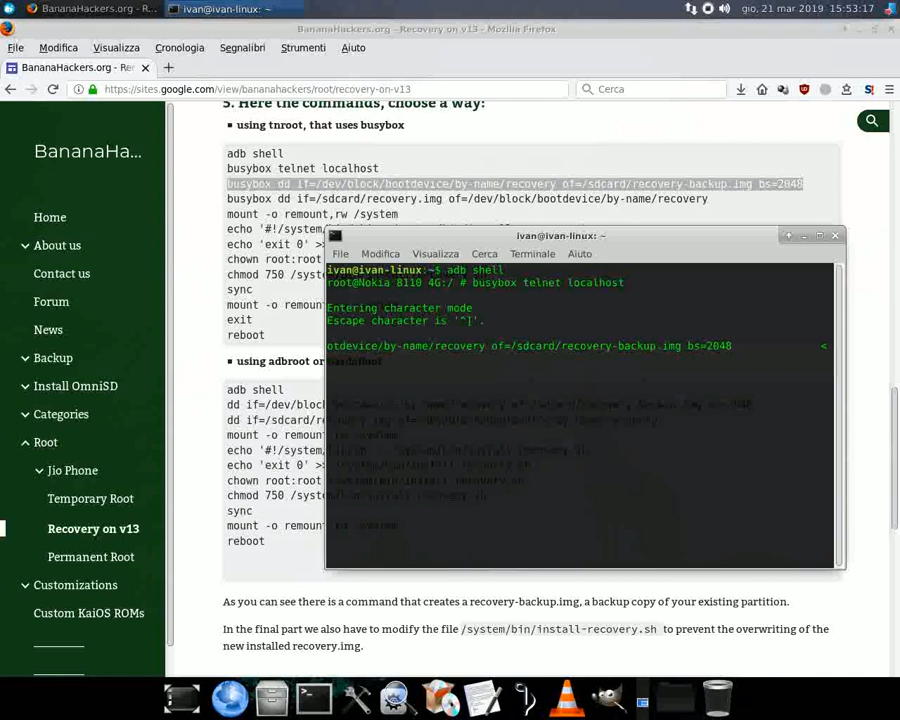 BananaHackers.org - R...
ivan@ivan-linux: ~
gio, 21 mar 2019
15:53:17
BananaHackers.org - Recovery on v13 - Mozilla Firefox
File Modifica Visualizza Cronologia Segnalibri Strumenti Aiuto
BananaHackers.org - Re
https://sites.google.com/view/bananahackers/root/recovery-on-v13
Cerca
BananaHa...
Home
About us
Contact us
Forum
News
Backup
Install OmniSD
Categories
Root
Jio Phone
Temporary Root
Recovery on v13
Permanent Root
Customizations
Custom KaiOS ROMs
5. Here the commands, choose a way:
using tnroot, that uses busybox
adb shell
busybox telnet localhost
busybox dd if=/dev/block/bootdevice/by-name/recovery of=/sdcard/recovery-backup.img bs=2048
busybox dd if=/sdcard/recovery.img of=/dev/block/bootdevice/by-name/recovery
mount -o remount,rw /system
echo '#!/system
echo 'exit 0' >>
chown root:root
chmod 750 /syste
sync
mount -o remount
exit
reboot
using adbroot or
adb shell
dd if=/dev/block
dd if=/sdcard/re
mount -o remount
echo '#!/system/
echo 'exit 0' >>
chown root:root
chmod 750 /syste
sync
mount -o remount
reboot
ivan@ivan-linux: ~
File Modifica Visualizza Cerca Terminale Aiuto
ivan@ivan-linux:~$ adb shell
root@Nokia 8110 4G:/ # busybox telnet localhost
Entering character mode
Escape character is '^]'.
otdevice/by-name/recovery of=/sdcard/recovery-backup.img bs=2048 <
As you can see there is a command that creates a recovery-backup.img, a backup copy of your existing partition.
In the final part we also have to modify the file /system/bin/install-recovery.sh to prevent the overwriting of the
new installed recovery.img.